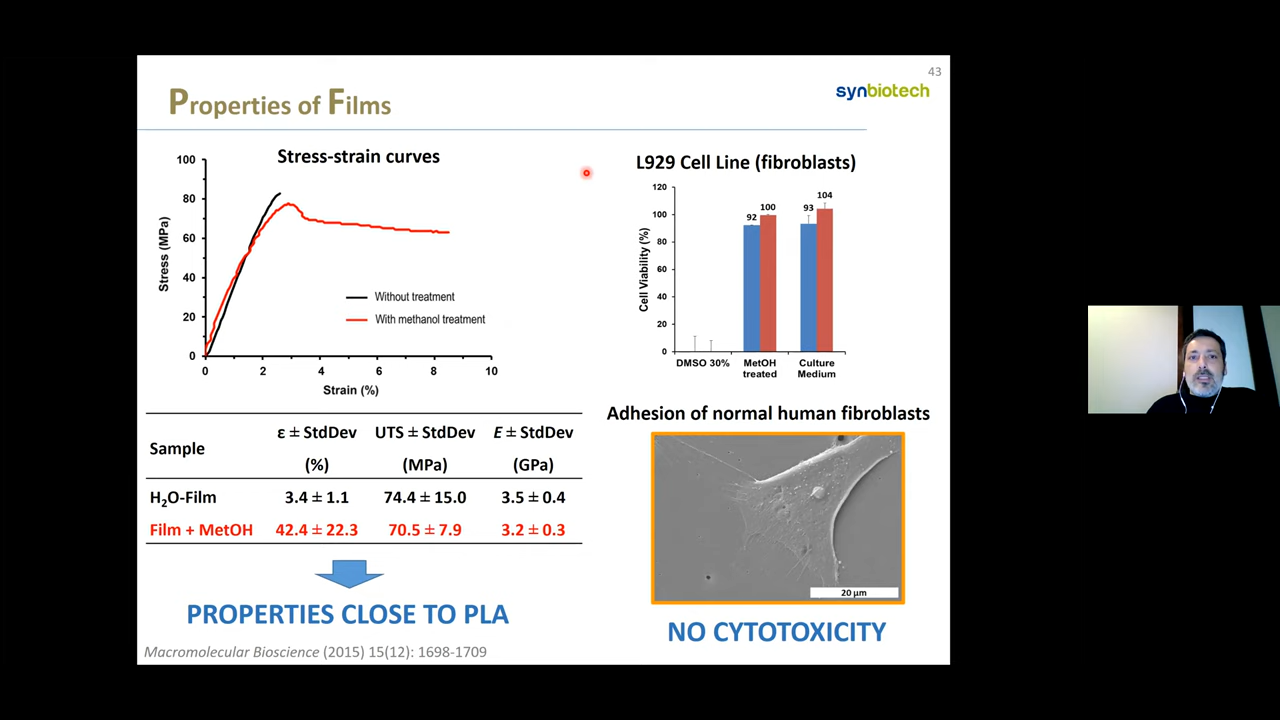 43
synbiotech
Properties of Films
Stress-strain curves
100
80
60
40
20
0
Stress (MPa)
Without treatment
With methanol treatment
0 2 4 6 8 10
Strain (%)
L929 Cell Line (fibroblasts)
120
100
80
60
40
20
0
Cell Viability (%)
92 100 93 104
DMSO 30% MetOH treated Culture Medium
Sample ε ± StdDev (%) UTS ± StdDev (MPa) E ± StdDev (GPa)
H₂O-Film 3.4 ± 1.1 74.4 ± 15.0 3.5 ± 0.4
Film + MetOH 42.4 ± 22.3 70.5 ± 7.9 3.2 ± 0.3
PROPERTIES CLOSE TO PLA
Macromolecular Bioscience (2015) 15(12): 1698-1709
Adhesion of normal human fibroblasts
20 µm
NO CYTOTOXICITY